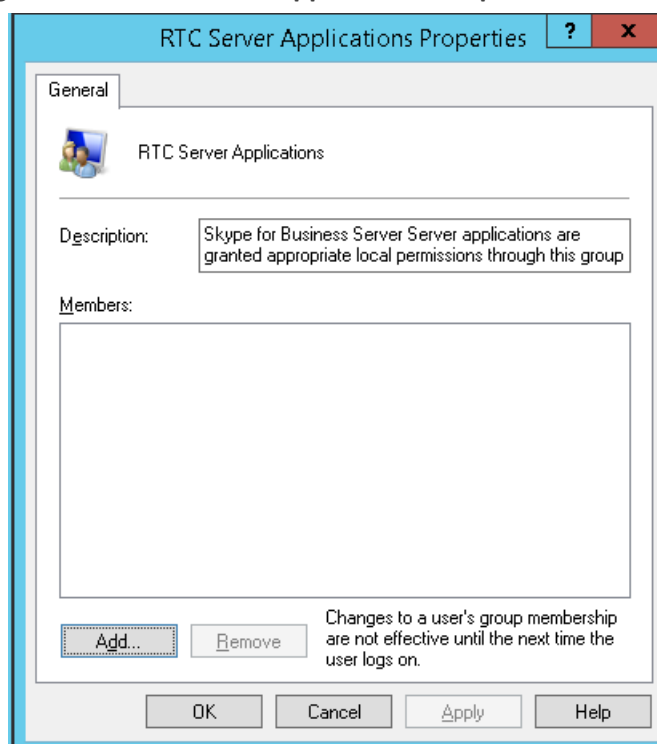 RTC Server Applications Properties
?
x
General
RTC Server Applications
Description:
Skype for Business Server Server applications are
granted appropriate local permissions through this group
Members:
Add...
Remove
Changes to a user's group membership
are not effective until the next time the
user logs on.
OK
Cancel
Apply
Help